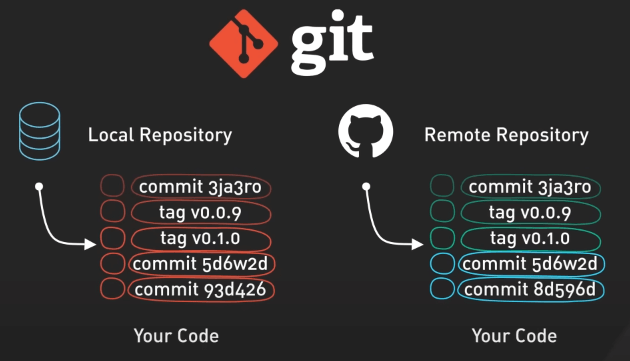 git
Local Repository
commit 3ja3ro
tag v0.0.9
tag v0.1.0
commit 5d6w2d
commit 93d426
Your Code
Remote Repository
commit 3ja3ro
tag v0.0.9
tag v0.1.0
commit 5d6w2d
commit 8d596d
Your Code